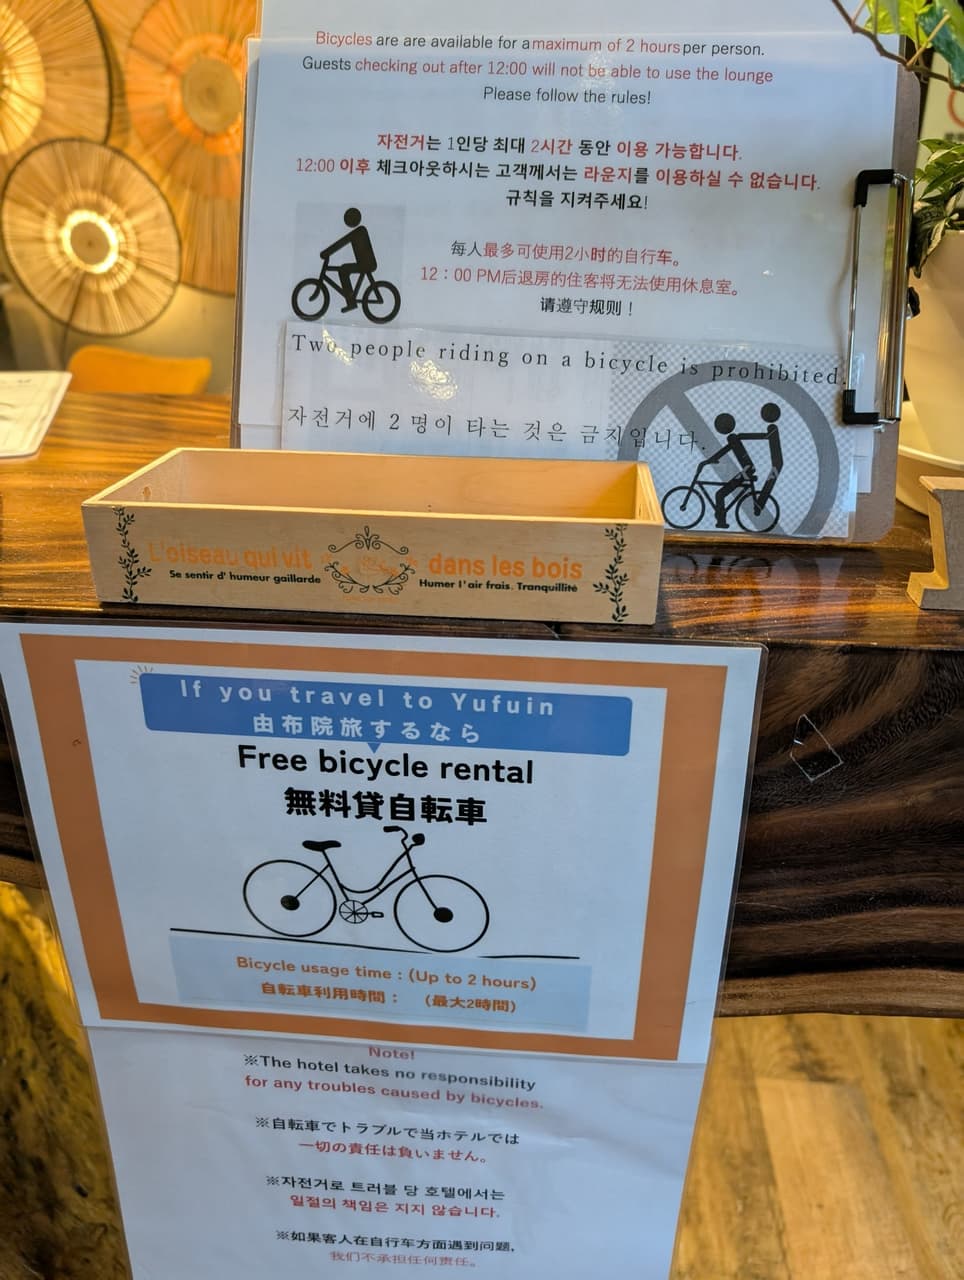 Bicycles are are available for a maximum of 2 hours per person.
Guests checking out after 12:00 will not be able to use the lounge
Please follow the rules!
자전거는 1인당 최대 2시간 동안 이용 가능합니다.
12:00 이후 체크아웃하시는 고객께서는 라운지를 이용하실 수 없습니다.
규칙을 지켜주세요!
每人最多可使用2小时的自行车。
12：00 PM后退房的住客将无法使用休息室。
请遵守规则！
Two people riding on a bicycle is prohibited.
자전거에 2 명이 타는 것은 금지입니다.
L'oiseau qui vit dans les bois
Se sentir d' humeur gaillarde Humer l'air frais. Tranquillité
If you travel to Yufuin
由布院旅するなら
Free bicycle rental
無料貸自転車
Bicycle usage time : (Up to 2 hours)
自転車利用時間： （最大2時間）
Note!
※The hotel takes no responsibility
for any troubles caused by bicycles.
※自転車でトラブルで当ホテルでは
一切の責任は負いません。
※자전거로 트러블 당 호텔에서는
일절의 책임은 지지 않습니다.
※如果客人在自行车方面遇到问题，
我们不承担任何责任。